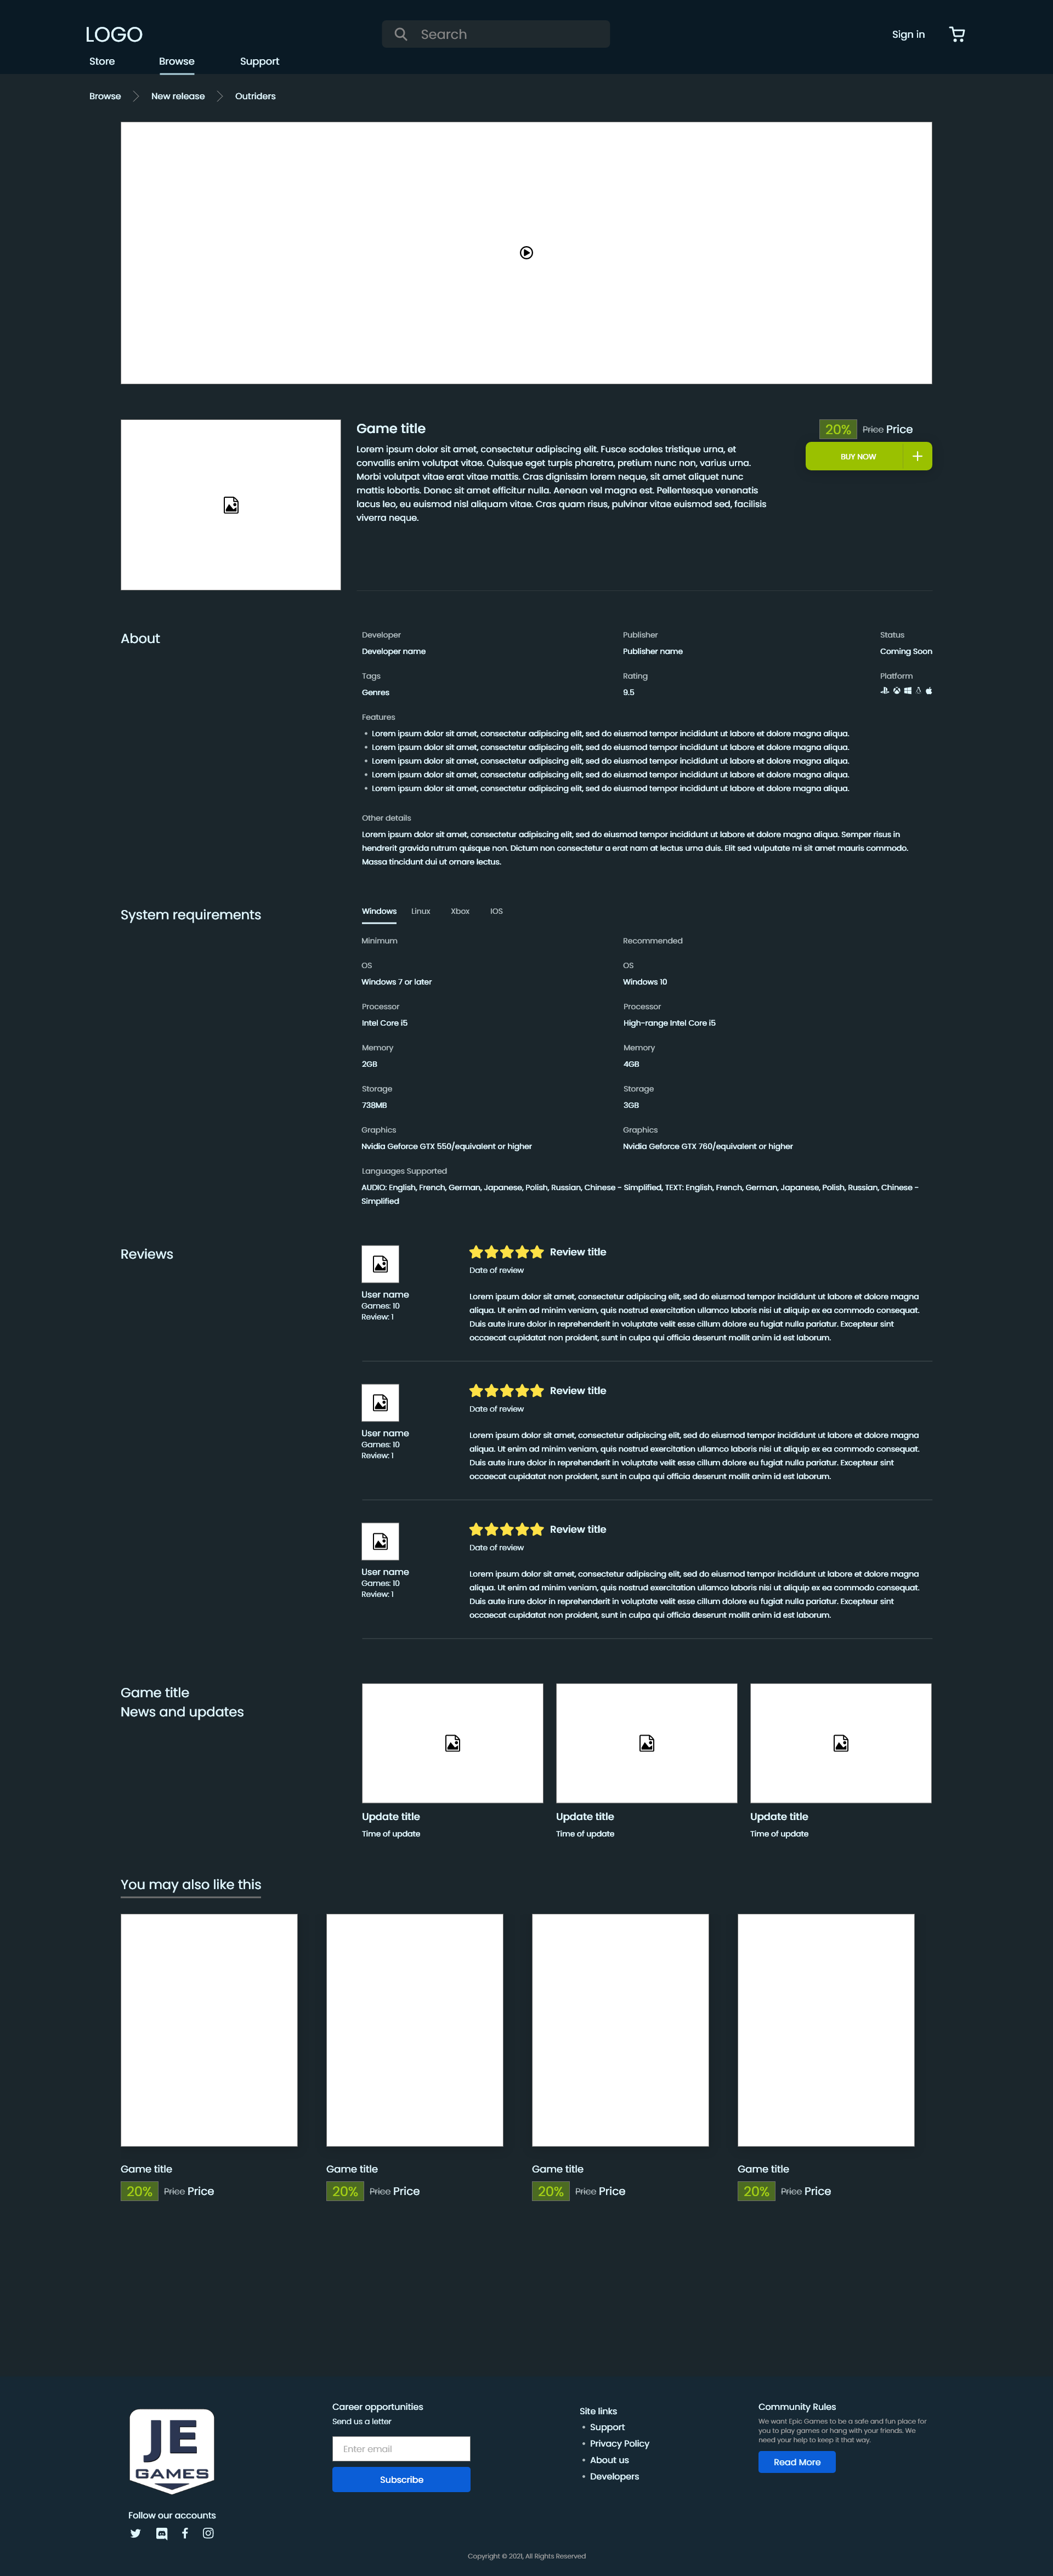 LOGO
Search
Sign in
Store
Browse
Support
Browse
New release
Outriders
Game title
Lorem ipsum dolor sit amet, consectetur adipiscing elit. Fusce sodales tristique urna, et
convallis enim volutpat vitae. Quisque eget turpis pharetra, pretium nunc non, varius urna.
Morbi volutpat vitae erat vitae mattis. Cras dignissim lorem neque, sit amet aliquet nunc
mattis lobortis. Donec sit amet efficitur nulla. Aenean vel magna est. Pellentesque venenatis
lacus leo, eu euismod nisl aliquam vitae. Cras quam risus, pulvinar vitae euismod sed, facilisis
viverra neque.
20% Price Price
BUY NOW
About
Developer
Developer name
Publisher
Publisher name
Status
Coming Soon
Tags
Genres
Rating
9.5
Platform
Features
• Lorem ipsum dolor sit amet, consectetur adipiscing elit, sed do eiusmod tempor incididunt ut labore et dolore magna aliqua.
• Lorem ipsum dolor sit amet, consectetur adipiscing elit, sed do eiusmod tempor incididunt ut labore et dolore magna aliqua.
• Lorem ipsum dolor sit amet, consectetur adipiscing elit, sed do eiusmod tempor incididunt ut labore et dolore magna aliqua.
• Lorem ipsum dolor sit amet, consectetur adipiscing elit, sed do eiusmod tempor incididunt ut labore et dolore magna aliqua.
• Lorem ipsum dolor sit amet, consectetur adipiscing elit, sed do eiusmod tempor incididunt ut labore et dolore magna aliqua.
Other details
Lorem ipsum dolor sit amet, consectetur adipiscing elit, sed do eiusmod tempor incididunt ut labore et dolore magna aliqua. Semper risus in
hendrerit gravida rutrum quisque non. Dictum non consectetur a erat nam at lectus urna duis. Elit sed vulputate mi sit amet mauris commodo.
Massa tincidunt dui ut ornare lectus.
System requirements
Windows
Linux
Xbox
IOS
Minimum
Recommended
OS
Windows 7 or later
OS
Windows 10
Processor
Intel Core i5
Processor
High-range Intel Core i5
Memory
2GB
Memory
4GB
Storage
738MB
Storage
3GB
Graphics
Nvidia Geforce GTX 550/equivalent or higher
Graphics
Nvidia Geforce GTX 760/equivalent or higher
Languages Supported
AUDIO: English, French, German, Japanese, Polish, Russian, Chinese - Simplified, TEXT: English, French, German, Japanese, Polish, Russian, Chinese -
Simplified
Reviews
User name
Games: 10
Review: 1
Review title
Date of review
Lorem ipsum dolor sit amet, consectetur adipiscing elit, sed do eiusmod tempor incididunt ut labore et dolore magna
aliqua. Ut enim ad minim veniam, quis nostrud exercitation ullamco laboris nisi ut aliquip ex ea commodo consequat.
Duis aute irure dolor in reprehenderit in voluptate velit esse cillum dolore eu fugiat nulla pariatur. Excepteur sint
occaecat cupidatat non proident, sunt in culpa qui officia deserunt mollit anim id est laborum.
User name
Games: 10
Review: 1
Review title
Date of review
Lorem ipsum dolor sit amet, consectetur adipiscing elit, sed do eiusmod tempor incididunt ut labore et dolore magna
aliqua. Ut enim ad minim veniam, quis nostrud exercitation ullamco laboris nisi ut aliquip ex ea commodo consequat.
Duis aute irure dolor in reprehenderit in voluptate velit esse cillum dolore eu fugiat nulla pariatur. Excepteur sint
occaecat cupidatat non proident, sunt in culpa qui officia deserunt mollit anim id est laborum.
User name
Games: 10
Review: 1
Review title
Date of review
Lorem ipsum dolor sit amet, consectetur adipiscing elit, sed do eiusmod tempor incididunt ut labore et dolore magna
aliqua. Ut enim ad minim veniam, quis nostrud exercitation ullamco laboris nisi ut aliquip ex ea commodo consequat.
Duis aute irure dolor in reprehenderit in voluptate velit esse cillum dolore eu fugiat nulla pariatur. Excepteur sint
occaecat cupidatat non proident, sunt in culpa qui officia deserunt mollit anim id est laborum.
Game title
News and updates
Update title
Time of update
Update title
Time of update
Update title
Time of update
You may also like this
Game title
20% Price Price
Game title
20% Price Price
Game title
20% Price Price
Game title
20% Price Price
JE
GAMES
Follow our accounts
Career opportunities
Send us a letter
Enter email
Subscribe
Site links
• Support
• Privacy Policy
• About us
• Developers
Community Rules
We want Epic Games to be a safe and fun place for
you to play games or hang with your friends. We
need your help to keep it that way.
Read More
Copyright © 2021, All Rights Reserved